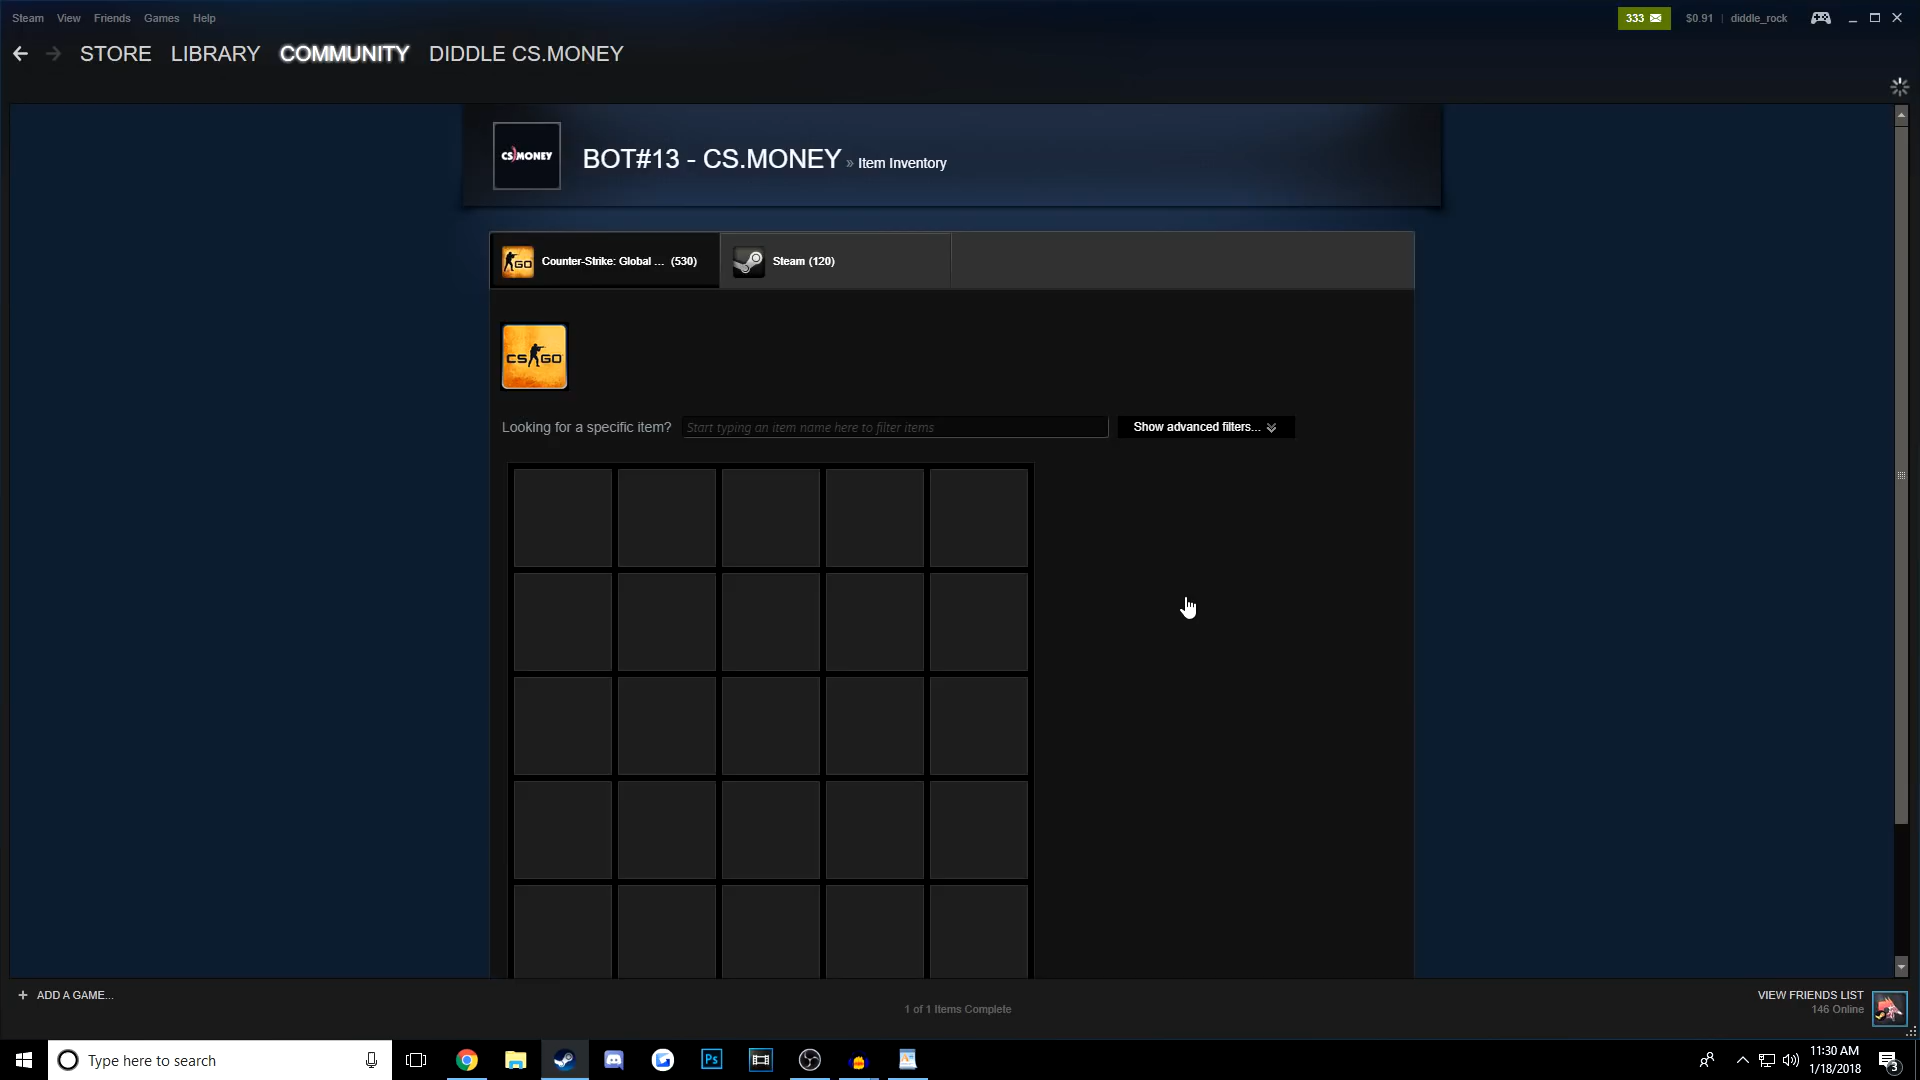 Steam View Friends Games Help
333 $0.91 | diddle_rock
STORE LIBRARY COMMUNITY DIDDLE CS.MONEY
CS.MONEY BOT#13 - CS.MONEY » Item Inventory
GO Counter-Strike: Global ... (530) Steam (120)
CS GO
Looking for a specific item? Start typing an item name here to filter items Show advanced filters...
+ ADD A GAME...
1 of 1 Items Complete
VIEW FRIENDS LIST
146 Online
Type here to search
Ps
11:30 AM
1/18/2018
3